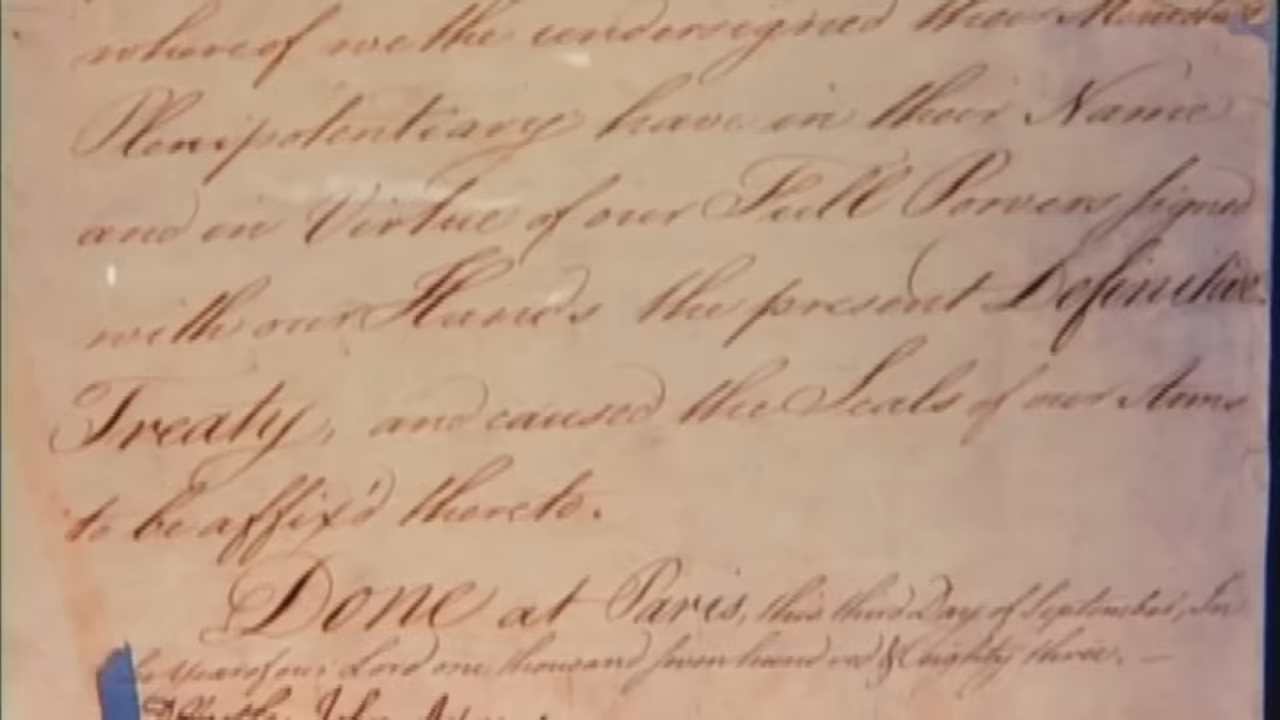 whereof we the undersigned their Minister
Plenipotentiary have in their Name
and in Virtue of our Full Powers signed
with our Hands the present Definitive
Treaty, and caused the Seals of our Arms
to be affix'd thereto.
Done at Paris, this third Day of September, In
Year of our Lord one thousand seven hundred & eighty three. —
D Hartley John Adams